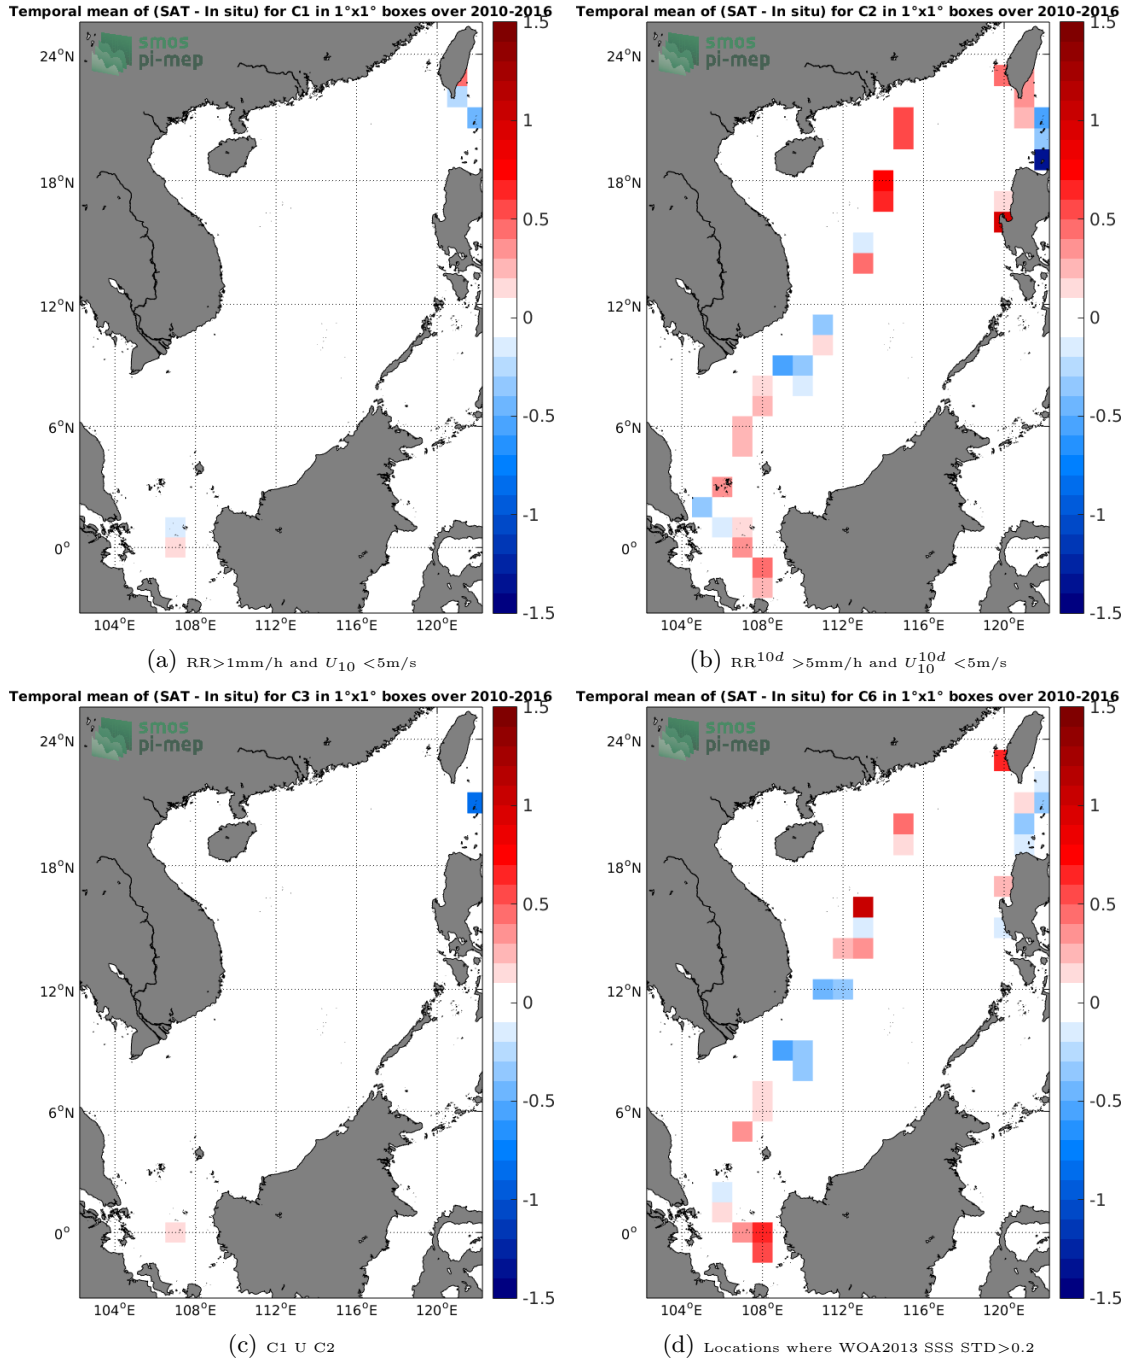 Temporal mean of (SAT - In situ) for C1 in 1°x1° boxes over 2010-2016
smos
pi-mep
24°N
18°N
12°N
6°N
0°
104°E 108°E 112°E 116°E 120°E
1.5
1
0.5
0
-0.5
-1
-1.5
(a) RR>1mm/h and U10 <5m/s
Temporal mean of (SAT - In situ) for C2 in 1°x1° boxes over 2010-2016
smos
pi-mep
24°N
18°N
12°N
6°N
0°
104°E 108°E 112°E 116°E 120°E
1.5
1
0.5
0
-0.5
-1
-1.5
(b) RR^10d >5mm/h and U10^10d <5m/s
Temporal mean of (SAT - In situ) for C3 in 1°x1° boxes over 2010-2016
smos
pi-mep
24°N
18°N
12°N
6°N
0°
104°E 108°E 112°E 116°E 120°E
1.5
1
0.5
0
-0.5
-1
-1.5
(c) C1 U C2
Temporal mean of (SAT - In situ) for C6 in 1°x1° boxes over 2010-2016
smos
pi-mep
24°N
18°N
12°N
6°N
0°
104°E 108°E 112°E 116°E 120°E
1.5
1
0.5
0
-0.5
-1
-1.5
(d) Locations where WOA2013 SSS STD>0.2